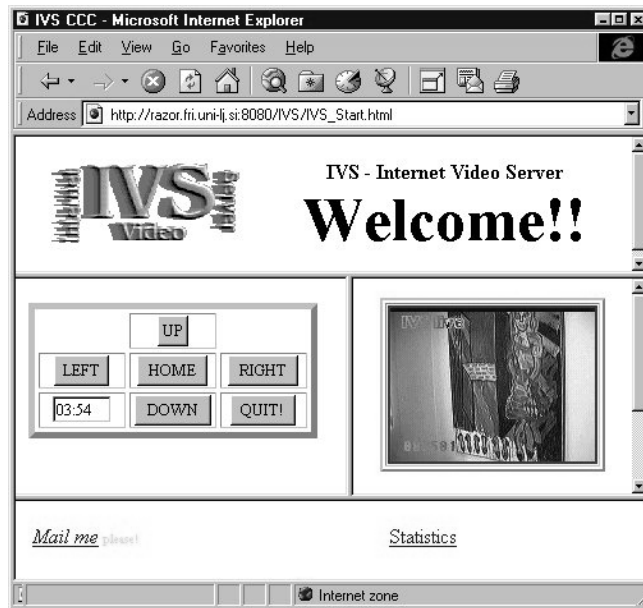 IVS CCC - Microsoft Internet Explorer
File Edit View Go Favorites Help
Address http://razor.fri.uni-lj.si:8080/IVS/IVS_Start.html
IVS
Video
IVS - Internet Video Server
Welcome!!
UP
LEFT HOME RIGHT
03:54 DOWN QUIT!
IVS live
Mail me please!
Statistics
Internet zone